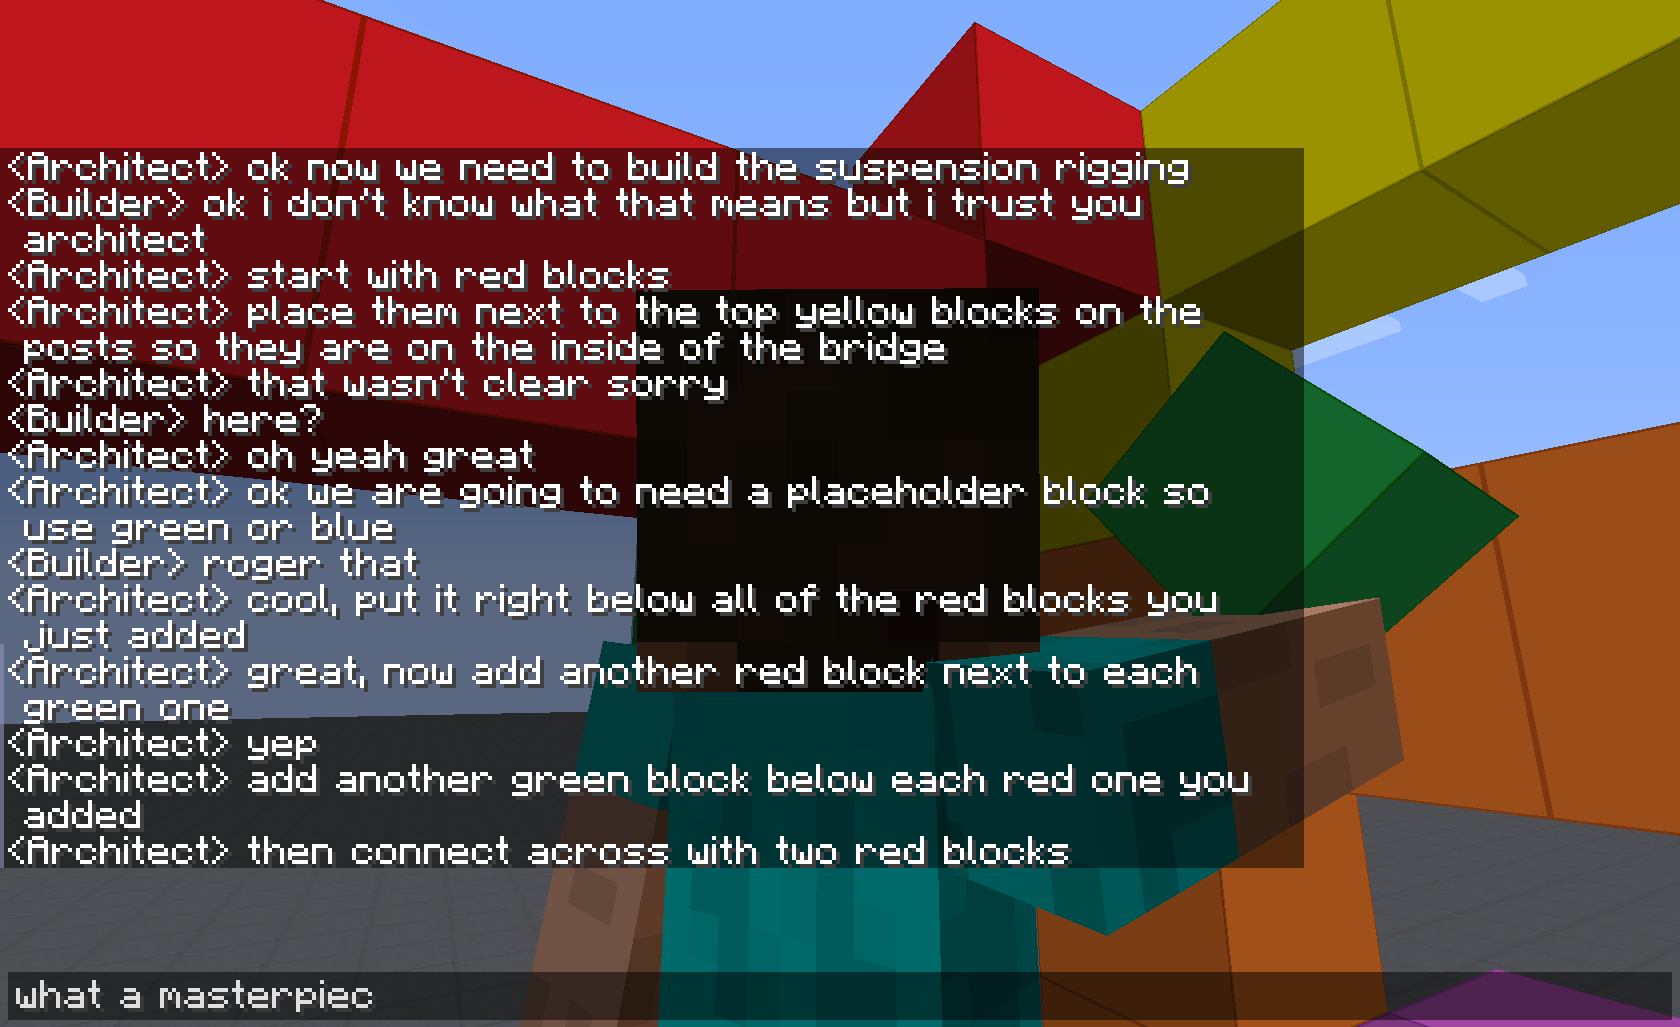 <Architect> ok now we need to build the suspension rigging
<Builder> ok i don't know what that means but i trust you
architect
<Architect> start with red blocks
<Architect> place them next to the top yellow blocks on the
posts so they are on the inside of the bridge
<Architect> that wasn't clear sorry
<Builder> here?
<Architect> oh yeah great
<Architect> ok we are going to need a placeholder block so
use green or blue
<Builder> roger that
<Architect> cool, put it right below all of the red blocks you
just added
<Architect> great, now add another red block next to each
green one
<Architect> yep
<Architect> add another green block below each red one you
added
<Architect> then connect across with two red blocks
what a masterpiec